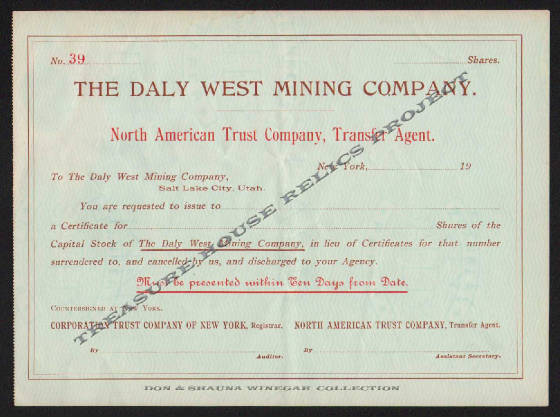 No. 39 Shares.
THE DALY WEST MINING COMPANY.
North American Trust Company, Transfer Agent.
New York, 19
To The Daly West Mining Company,
Salt Lake City, Utah.
You are requested to issue to
a Certificate for Shares of the
Capital Stock of The Daly West Mining Company, in lieu of Certificates for that number
surrendered to, and cancelled by us, and discharged to your Agency.
Must be presented within Ten Days from Date.
COUNTERSIGNED AT NEW YORK.
CORPORATION TRUST COMPANY OF NEW YORK, Registrar. NORTH AMERICAN TRUST COMPANY, Transfer Agent.
By By
Auditor. Assistant Secretary.
TREASURE HOUSE RELICS PROJECT
DON & SHAUNA WINEGAR COLLECTION